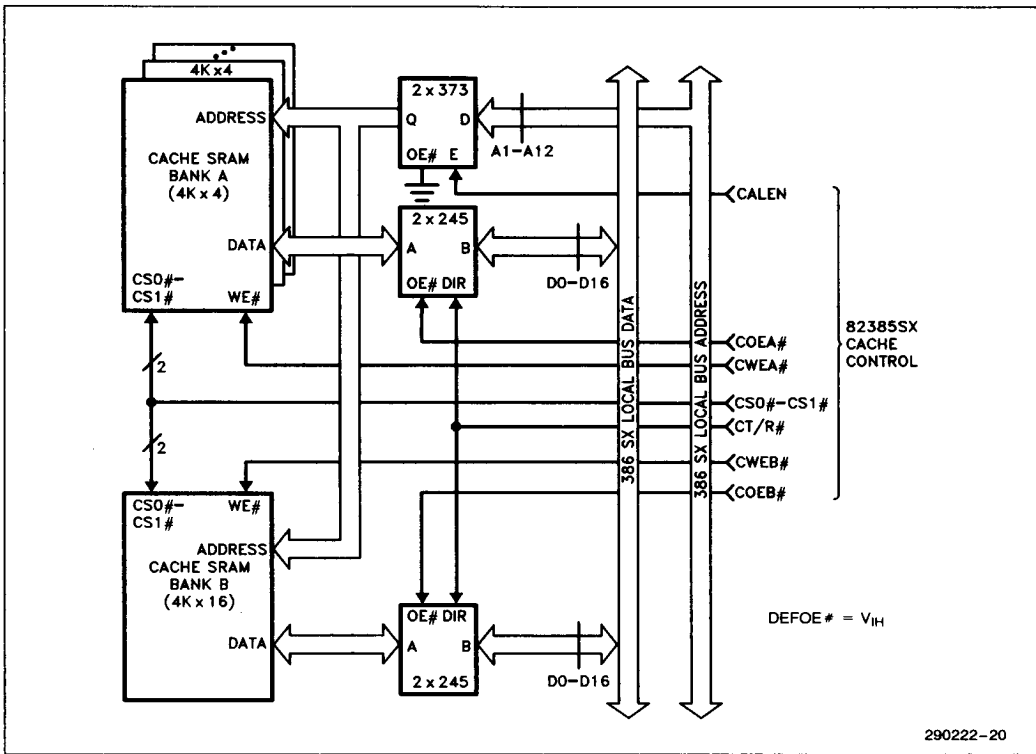 4K x 4
ADDRESS
CACHE SRAM
BANK A
(4K x 4)
DATA
CS0#-
CS1#
WE#
2 x 373
Q
D
OE#
E
A1-A12
2 x 245
A
B
OE#
DIR
D0-D16
2
2
386 SX LOCAL BUS DATA
386 SX LOCAL BUS ADDRESS
CALEN
COEA#
CWEA#
CS0#-CS1#
CT/R#
CWEB#
COEB#
82385SX
CACHE
CONTROL
CS0#-
CS1#
WE#
ADDRESS
CACHE SRAM
BANK B
(4K x 16)
DATA
OE#
DIR
A
B
2 x 245
D0-D16
DEFOE# = VIH
290222-20